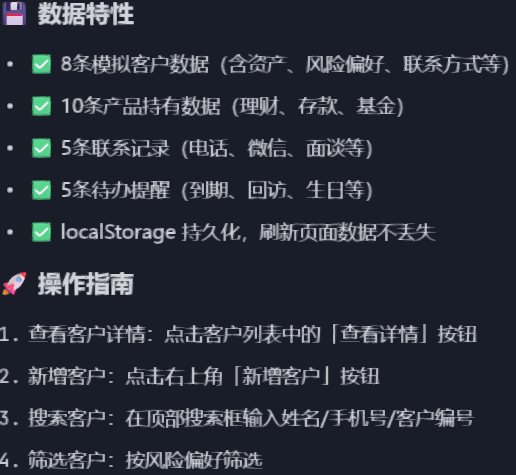 💾 数据特性
• ✅ 8条模拟客户数据（含资产、风险偏好、联系方式等）
• ✅ 10条产品持有数据（理财、存款、基金）
• ✅ 5条联系记录（电话、微信、面谈等）
• ✅ 5条待办提醒（到期、回访、生日等）
• ✅ localStorage 持久化，刷新页面数据不丢失
🚀 操作指南
1. 查看客户详情：点击客户列表中的「查看详情」按钮
2. 新增客户：点击右上角「新增客户」按钮
3. 搜索客户：在顶部搜索框输入姓名/手机号/客户编号
4. 筛选客户：按风险偏好筛选